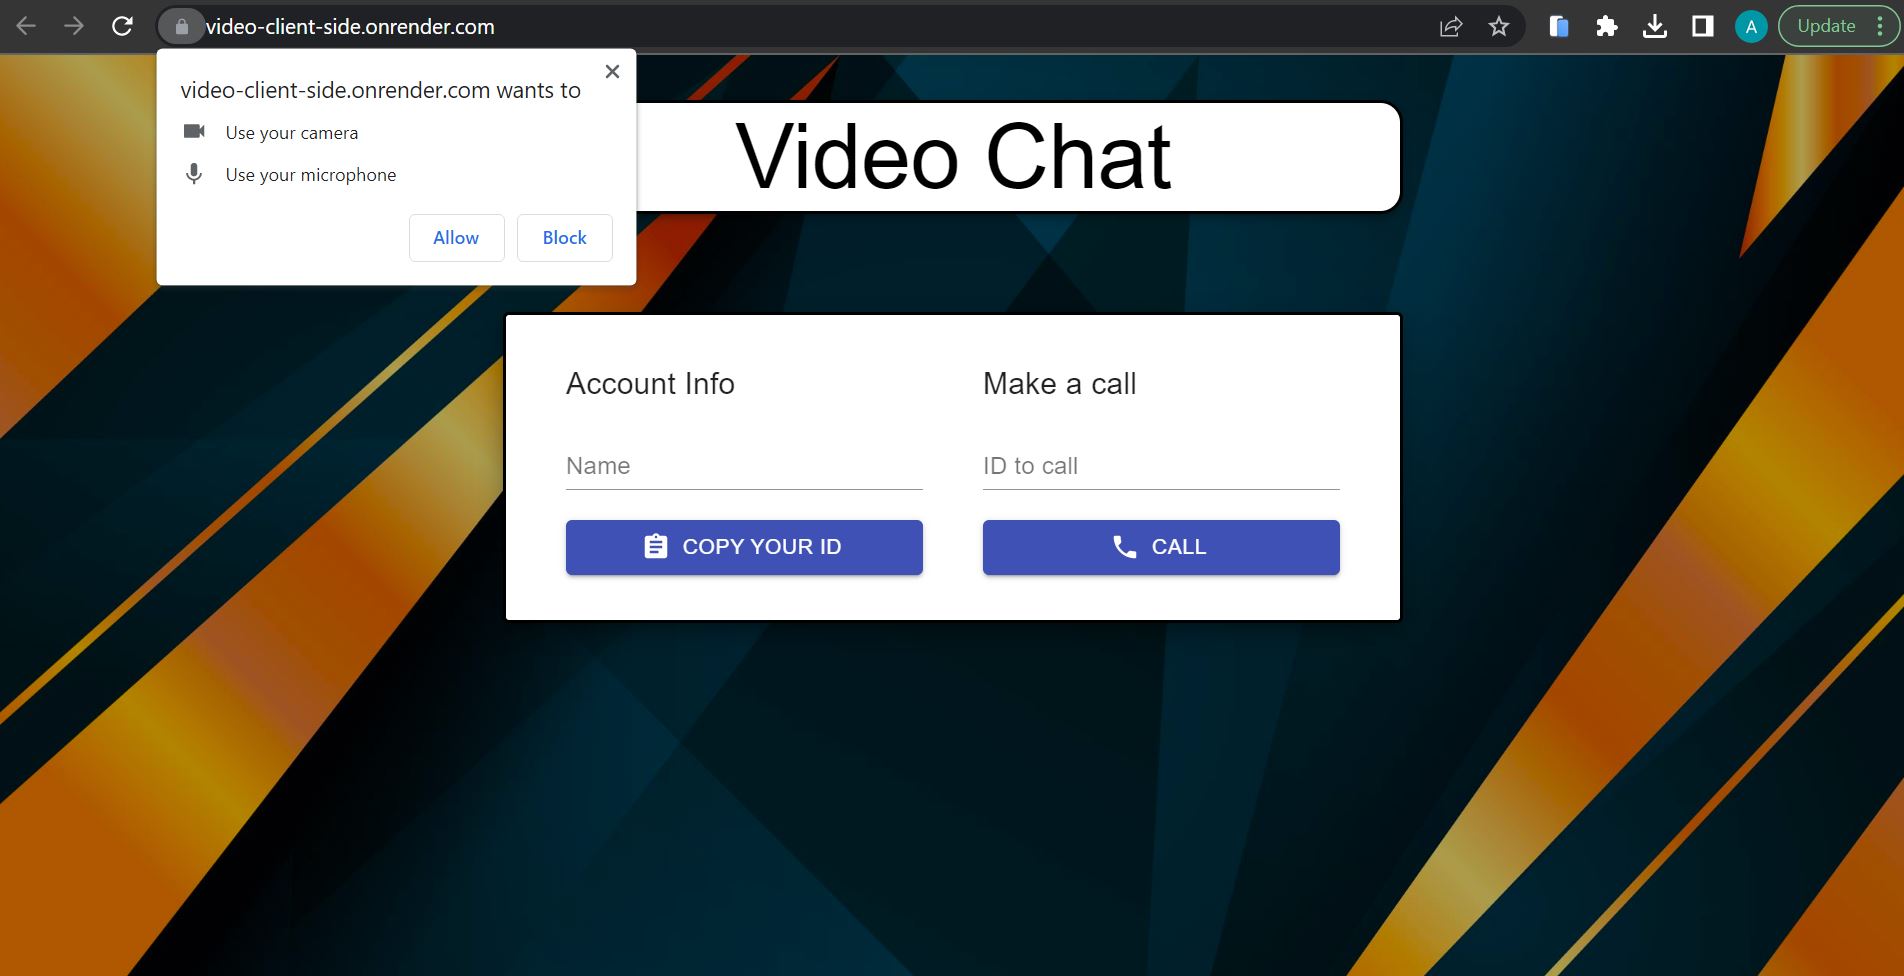 video-client-side.onrender.com
A
Update
video-client-side.onrender.com wants to
Use your camera
Use your microphone
Allow
Block
Video Chat
Account Info
Make a call
Name
ID to call
COPY YOUR ID
CALL